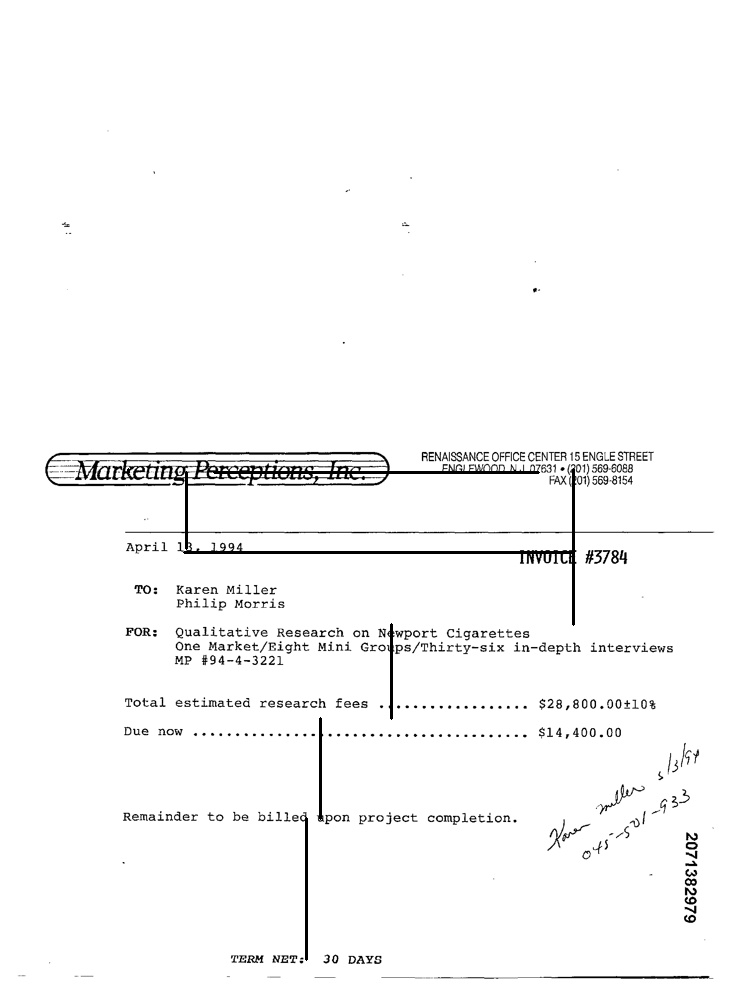 Marketing Perceptions, Inc.
RENAISSANCE OFFICE CENTER 15 ENGLE STREET
ENGLEWOOD, N.J. 07631 • (201) 569-6088
FAX (201) 569-8154
April 13, 1994
INVOICE #3784
TO: Karen Miller
Philip Morris
FOR: Qualitative Research on Newport Cigarettes
One Market/Eight Mini Groups/Thirty-six in-depth interviews
MP #94-4-3221
Total estimated research fees .................. $28,800.00±10%
Due now ........................................ $14,400.00
Remainder to be billed upon project completion.
Karen Miller 5/3/94
045-501-933
2071382979
TERM NET: 30 DAYS